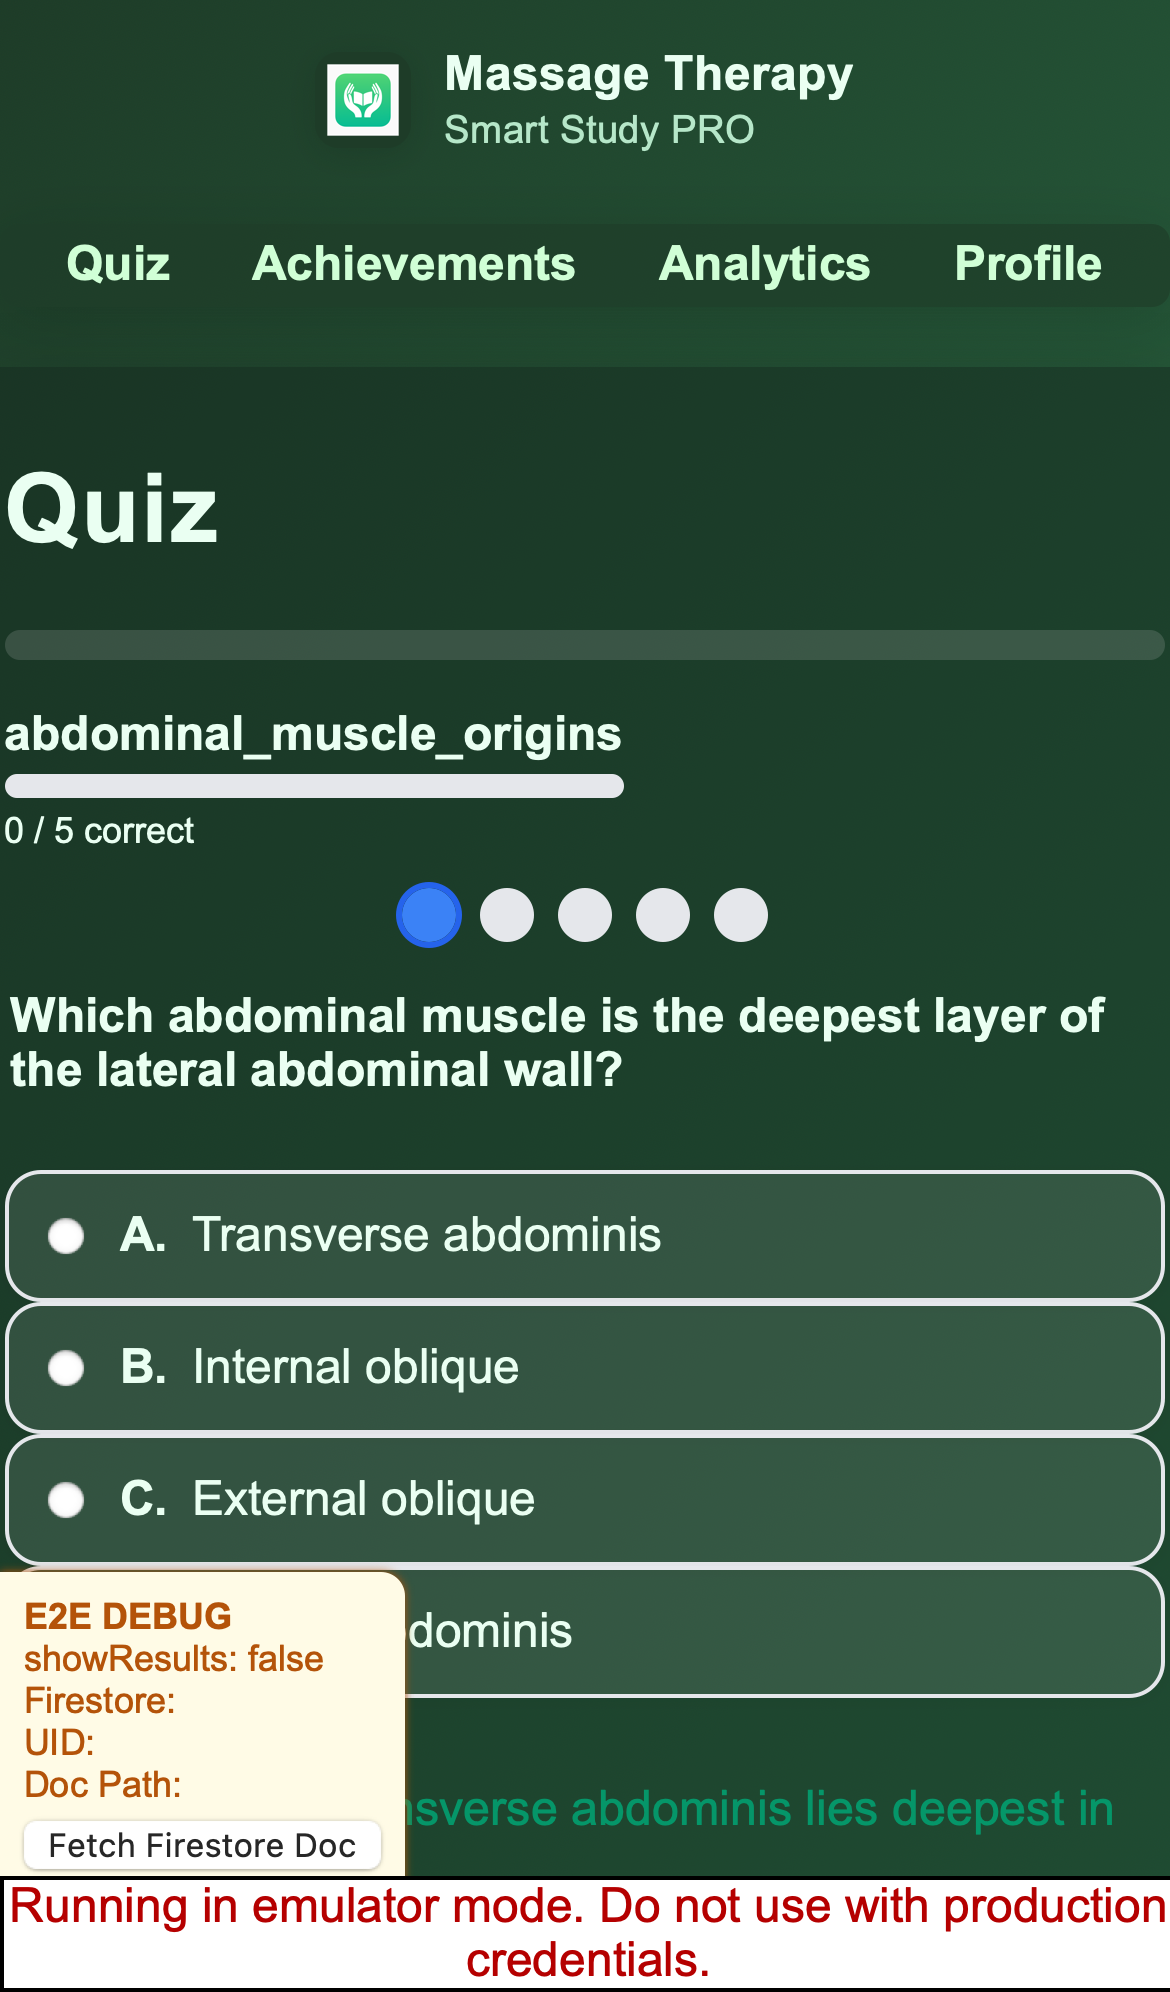 Massage Therapy
Smart Study PRO
Quiz Achievements Analytics Profile
Quiz
abdominal_muscle_origins
0 / 5 correct
Which abdominal muscle is the deepest layer of
the lateral abdominal wall?
A. Transverse abdominis
B. Internal oblique
C. External oblique
dominis
E2E DEBUG
showResults: false
Firestore:
UID:
Doc Path:
nsverse abdominis lies deepest in
Fetch Firestore Doc
Running in emulator mode. Do not use with production
credentials.